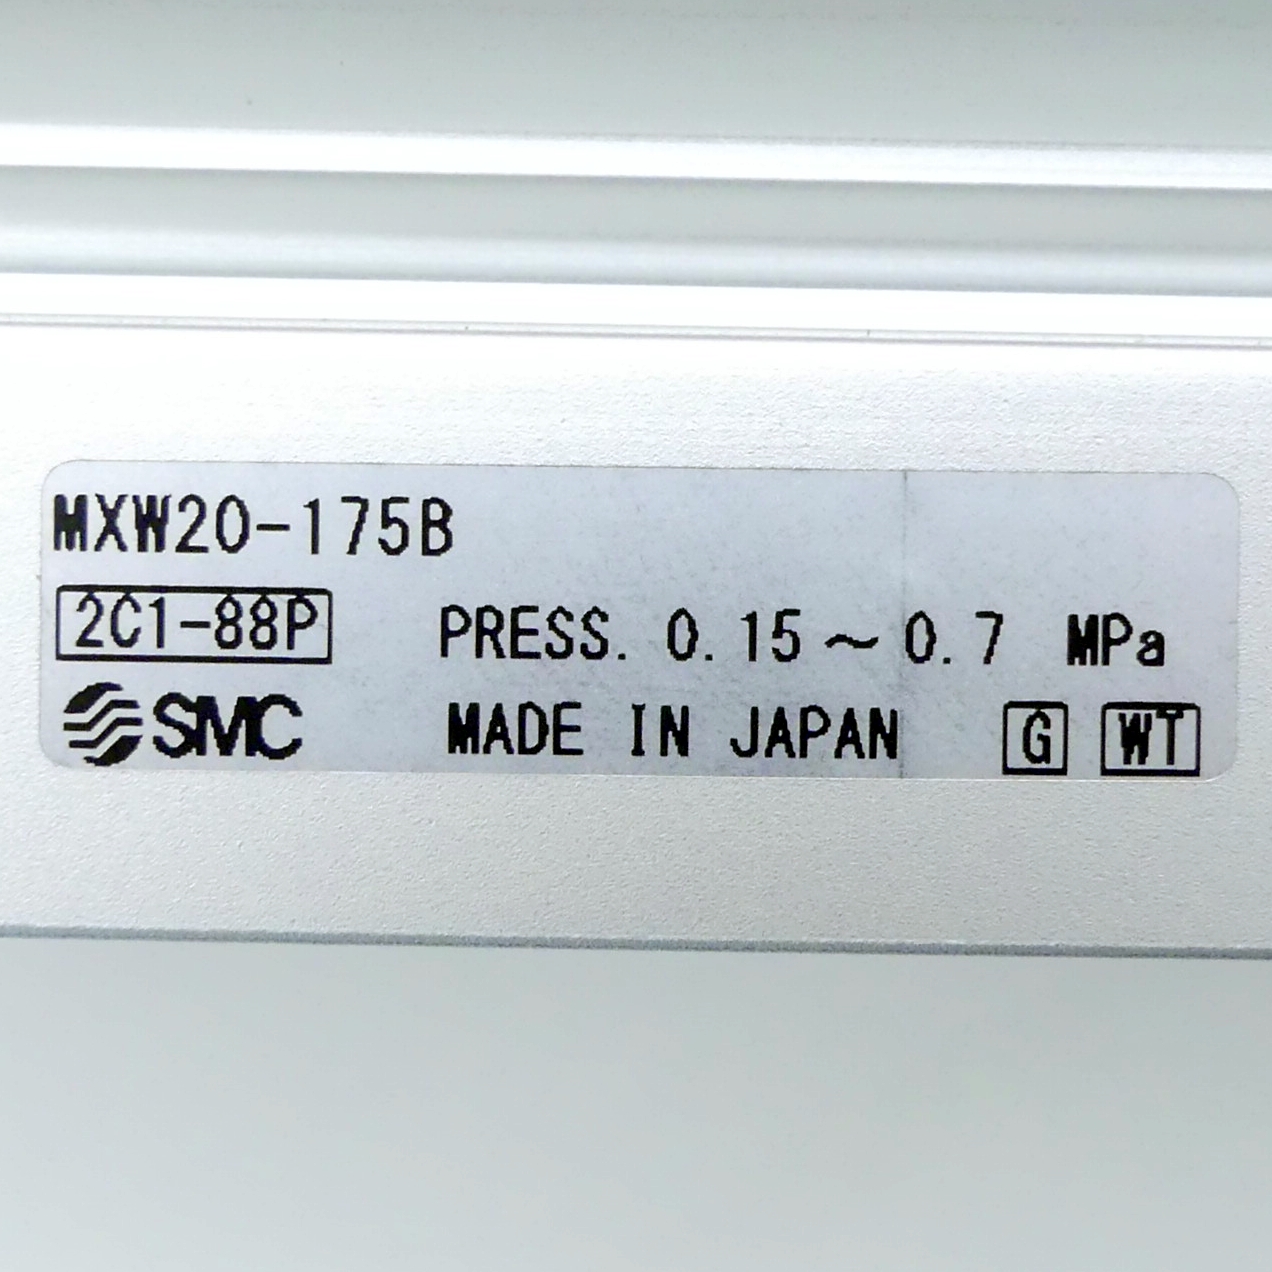 MXW20-175B
2C1-88P PRESS. 0.15～0.7 MPa
SMC MADE IN JAPAN G WT